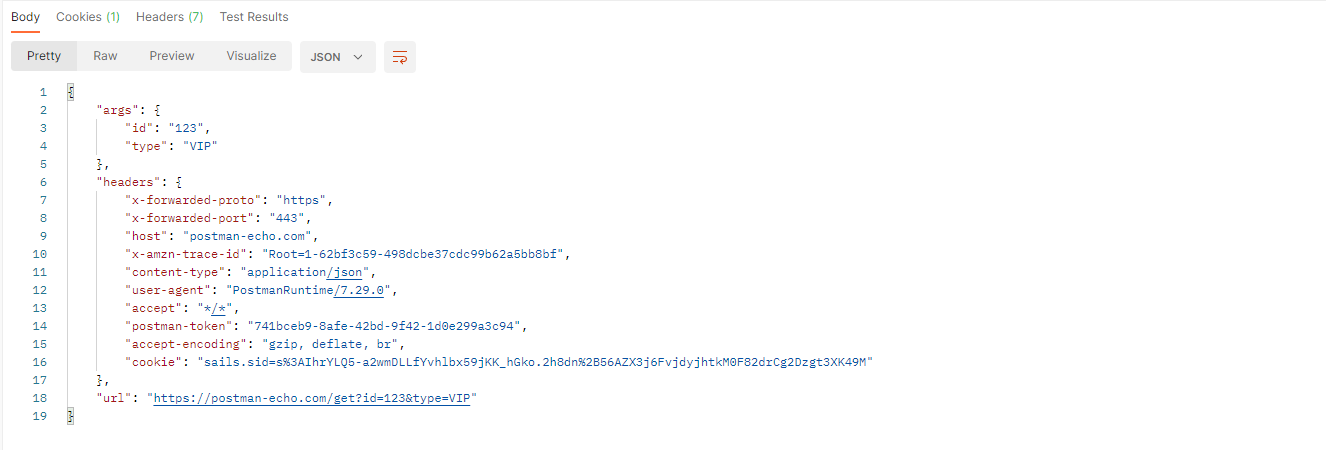 Body Cookies (1) Headers (7) Test Results
Pretty Raw Preview Visualize JSON
1 {
2 "args": {
3 "id": "123",
4 "type": "VIP"
5 },
6 "headers": {
7 "x-forwarded-proto": "https",
8 "x-forwarded-port": "443",
9 "host": "postman-echo.com",
10 "x-amzn-trace-id": "Root=1-62bf3c59-498dcbe37cdc99b62a5bb8bf",
11 "content-type": "application/json",
12 "user-agent": "PostmanRuntime/7.29.0",
13 "accept": "*/*",
14 "postman-token": "741bceb9-8afe-42bd-9f42-1d0e299a3c94",
15 "accept-encoding": "gzip, deflate, br",
16 "cookie": "sails.sid=s%3AIhrYLQ5-a2wmDLLfYvhlbx59jKK_hGko.2h8dn%2B56AZX3j6FvjdyjhtkM0F82drCg2Dzgt3XK49M"
17 },
18 "url": "https://postman-echo.com/get?id=123&type=VIP"
19 }